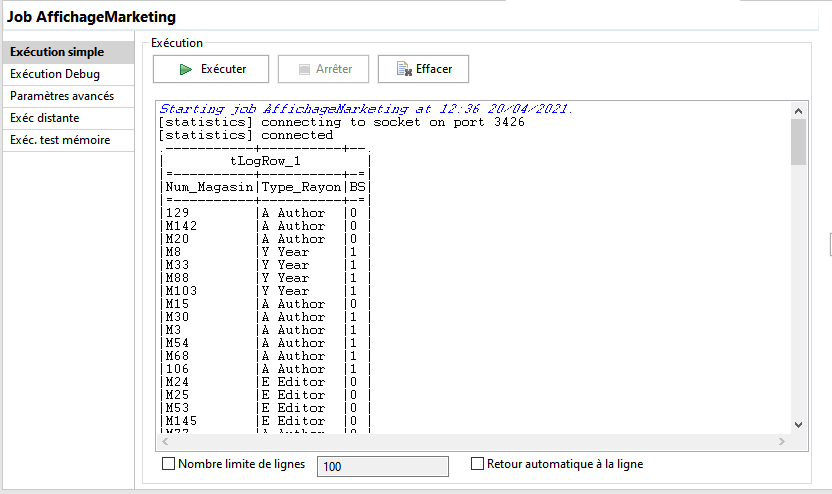 Job AffichageMarketing
Exécution simple
Exécution Debug
Paramètres avancés
Exéc distante
Exéc. test mémoire
Exécution
Exécuter
Arrêter
Effacer
Starting job AffichageMarketing at 12:36 20/04/2021.
[statistics] connecting to socket on port 3426
[statistics] connected
.-----------+----------+--.
|        tLogRow_1        |
|=----------+----------+-=|
|Num_Magasin|Type_Rayon|BS|
|=----------+----------+-=|
|129        |A Author  |0 |
|M142       |A Author  |0 |
|M20        |A Author  |0 |
|M8         |Y Year    |1 |
|M33        |Y Year    |1 |
|M88        |Y Year    |1 |
|M103       |Y Year    |1 |
|M15        |A Author  |0 |
|M30        |A Author  |1 |
|M3         |A Author  |1 |
|M54        |A Author  |1 |
|M68        |A Author  |1 |
|106        |A Author  |1 |
|M24        |E Editor  |0 |
|M25        |E Editor  |0 |
|M53        |E Editor  |0 |
|M145       |E Editor  |0 |
|M77        |A Author  |0 |
Nombre limite de lignes
100
Retour automatique à la ligne